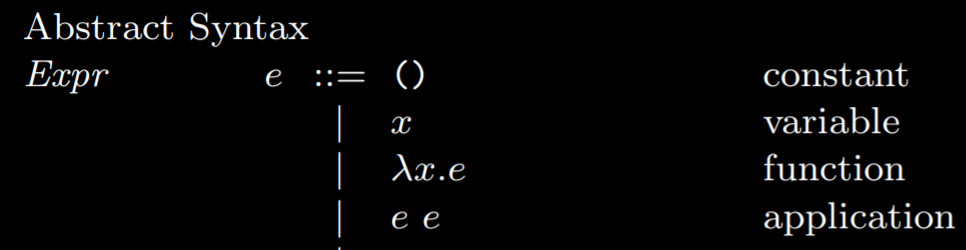 Abstract Syntax
Expr e ::= () constant
| x variable
| λx.e function
| e e application